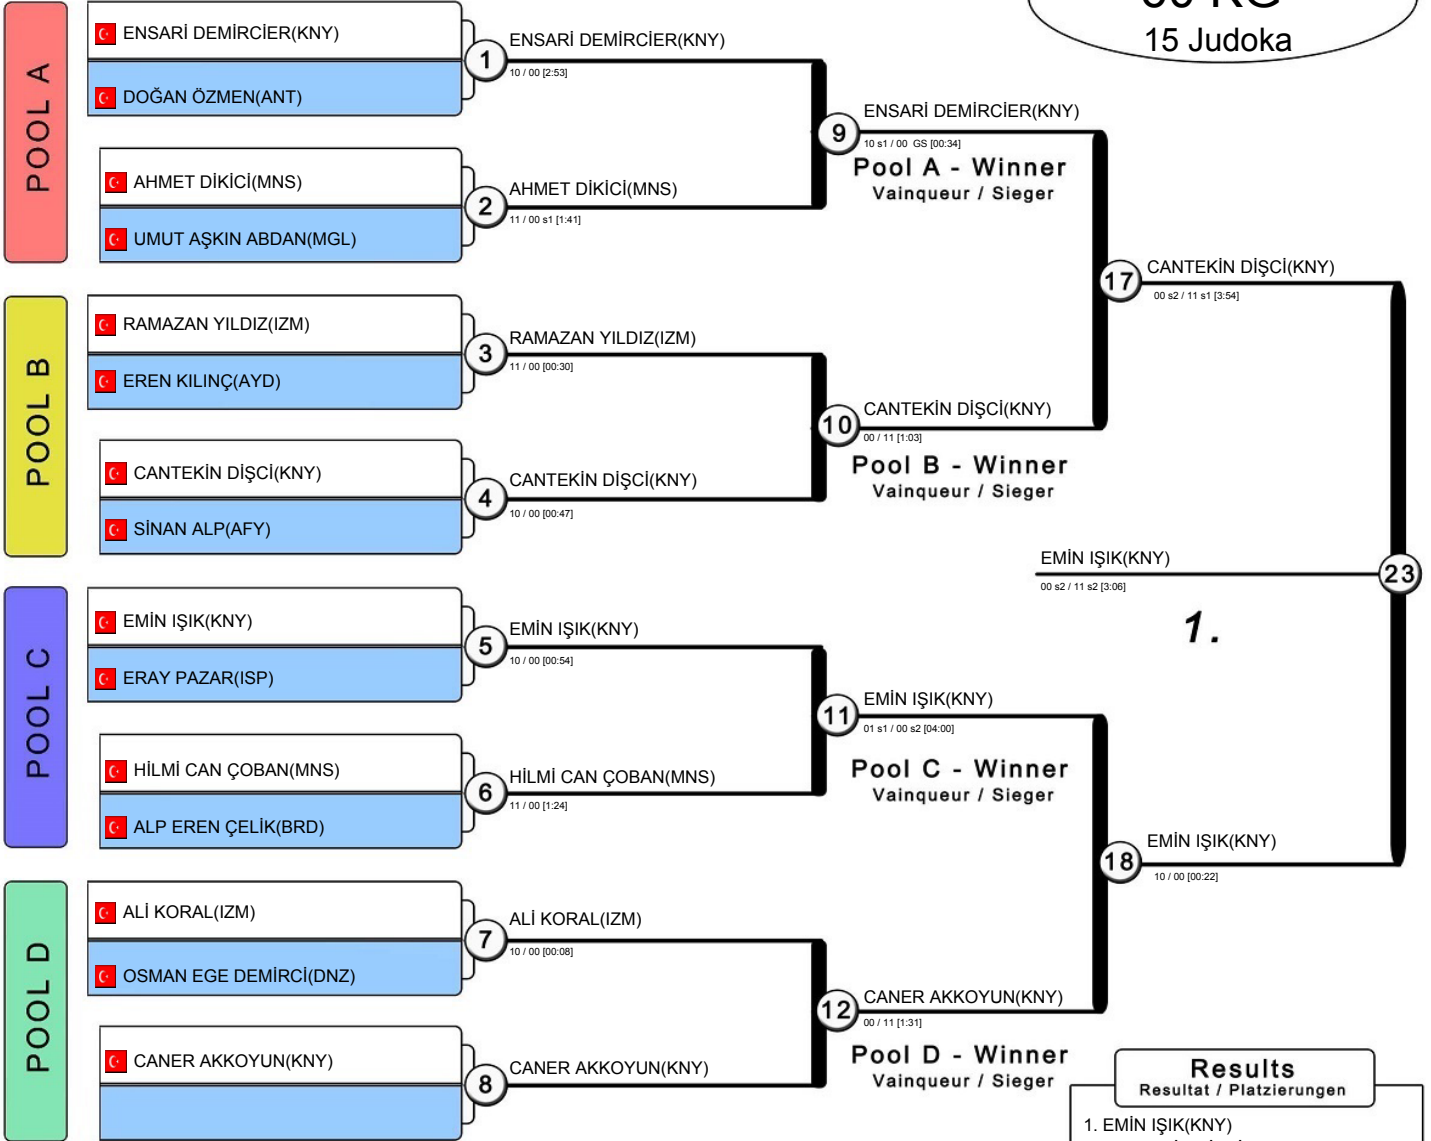 15 Judoka
POOL A
ENSARİ DEMİRCİER(KNY)
DOĞAN ÖZMEN(ANT)
1
ENSARİ DEMİRCİER(KNY)
10 / 00 [2:53]
AHMET DİKİCİ(MNS)
UMUT AŞKIN ABDAN(MGL)
2
AHMET DİKİCİ(MNS)
11 / 00 s1 [1:41]
9
ENSARİ DEMİRCİER(KNY)
10 s1 / 00 GS [00:34]
Pool A - Winner
Vainqueur / Sieger
POOL B
RAMAZAN YILDIZ(IZM)
EREN KILINÇ(AYD)
3
RAMAZAN YILDIZ(IZM)
11 / 00 [00:30]
CANTEKİN DİŞCİ(KNY)
SİNAN ALP(AFY)
4
CANTEKİN DİŞCİ(KNY)
10 / 00 [00:47]
10
CANTEKİN DİŞCİ(KNY)
00 / 11 [1:03]
Pool B - Winner
Vainqueur / Sieger
17
CANTEKİN DİŞCİ(KNY)
00 s2 / 11 s1 [3:54]
POOL C
EMİN IŞIK(KNY)
ERAY PAZAR(ISP)
5
EMİN IŞIK(KNY)
10 / 00 [00:54]
HİLMİ CAN ÇOBAN(MNS)
ALP EREN ÇELİK(BRD)
6
HİLMİ CAN ÇOBAN(MNS)
11 / 00 [1:24]
11
EMİN IŞIK(KNY)
01 s1 / 00 s2 [04:00]
Pool C - Winner
Vainqueur / Sieger
POOL D
ALİ KORAL(IZM)
OSMAN EGE DEMİRCİ(DNZ)
7
ALİ KORAL(IZM)
10 / 00 [00:08]
CANER AKKOYUN(KNY)
8
CANER AKKOYUN(KNY)
12
CANER AKKOYUN(KNY)
00 / 11 [1:31]
Pool D - Winner
Vainqueur / Sieger
18
EMİN IŞIK(KNY)
10 / 00 [00:22]
EMİN IŞIK(KNY)
00 s2 / 11 s2 [3:06]
23
1.
Results
Resultat / Platzierungen
1. EMİN IŞIK(KNY)